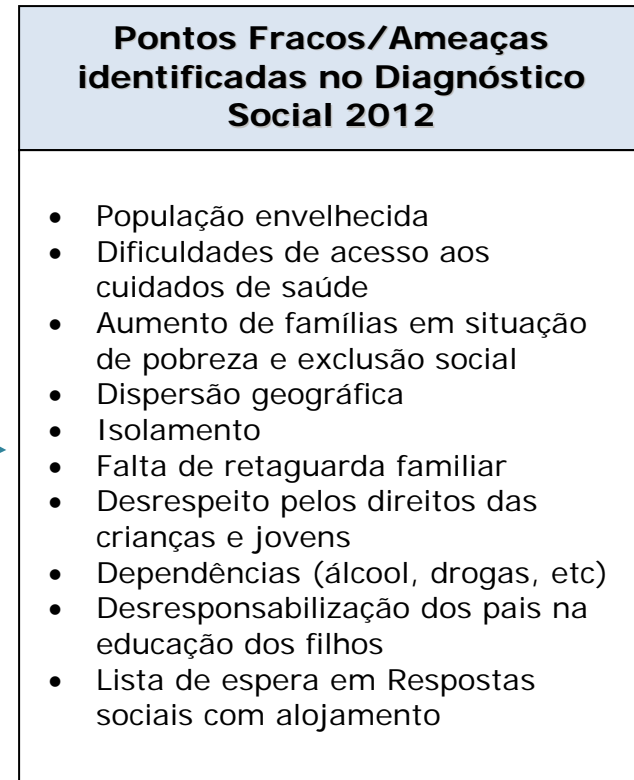 Pontos Fracos/Ameaças
identificadas no Diagnóstico
Social 2012
• População envelhecida
• Dificuldades de acesso aos
cuidados de saúde
• Aumento de famílias em situação
de pobreza e exclusão social
• Dispersão geográfica
• Isolamento
• Falta de retaguarda familiar
• Desrespeito pelos direitos das
crianças e jovens
• Dependências (álcool, drogas, etc)
• Desresponsabilização dos pais na
educação dos filhos
• Lista de espera em Respostas
sociais com alojamento